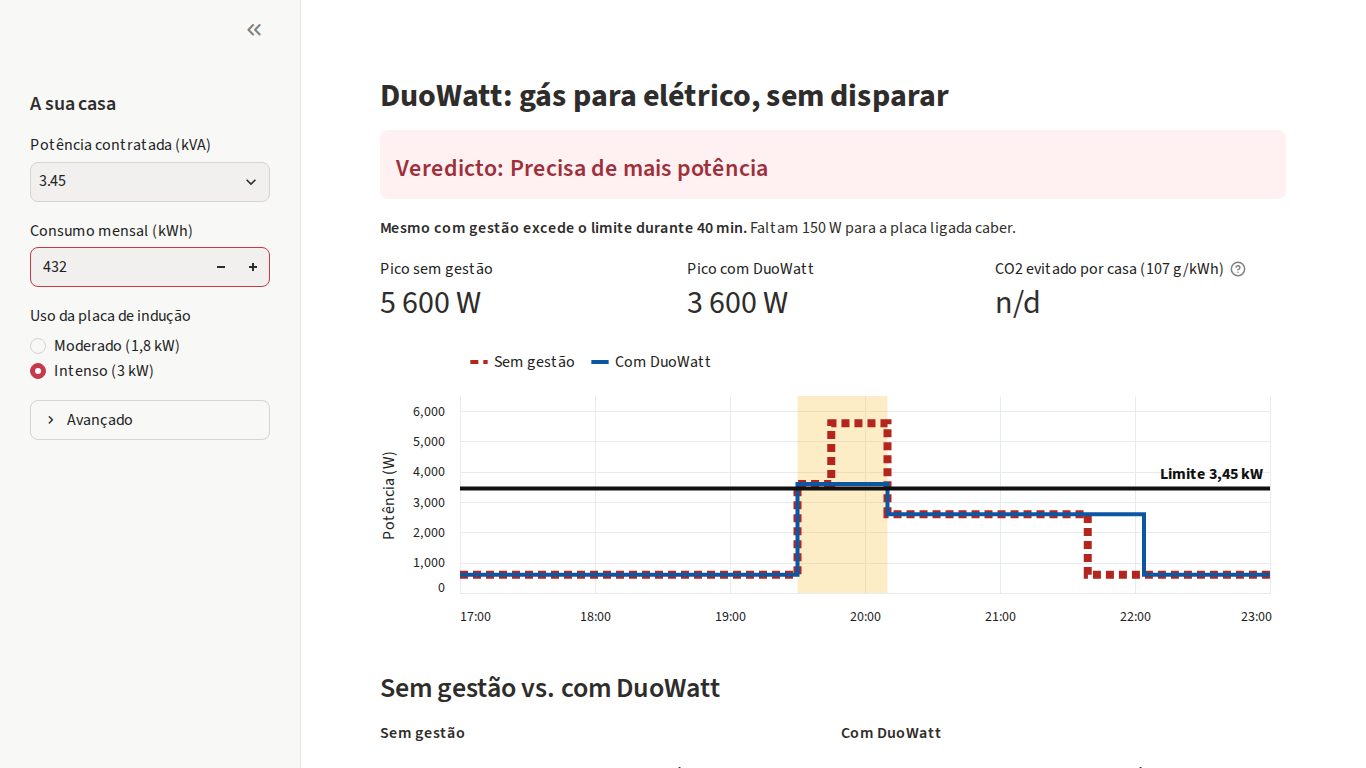 A sua casa
Potência contratada (kVA)
3.45
Consumo mensal (kWh)
432
Uso da placa de indução
Moderado (1,8 kW)
Intenso (3 kW)
Avançado
DuoWatt: gás para elétrico, sem disparar
Veredicto: Precisa de mais potência
Mesmo com gestão excede o limite durante 40 min. Faltam 150 W para a placa ligada caber.
Pico sem gestão
5 600 W
Pico com DuoWatt
3 600 W
CO2 evitado por casa (107 g/kWh)
n/d
Sem gestão
Com DuoWatt
Potência (W)
6,000
5,000
4,000
3,000
2,000
1,000
0
Limite 3,45 kW
17:00 18:00 19:00 20:00 21:00 22:00 23:00
Sem gestão vs. com DuoWatt
Sem gestão
Com DuoWatt